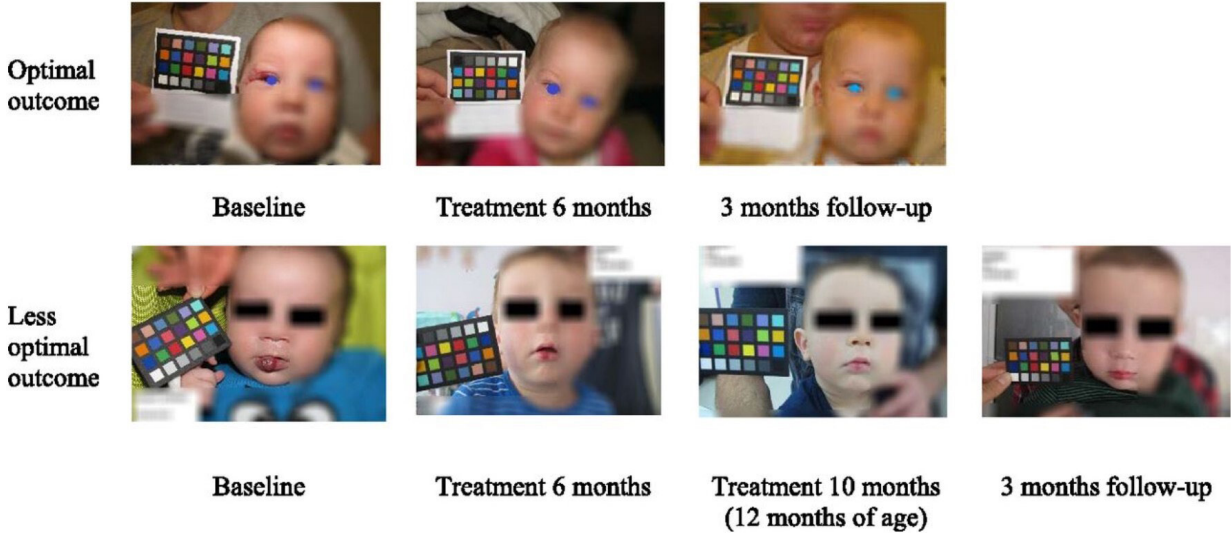 Optimal
outcome
Baseline
Treatment 6 months
3 months follow-up
Less
optimal
outcome
Baseline
Treatment 6 months
Treatment 10 months
(12 months of age)
3 months follow-up